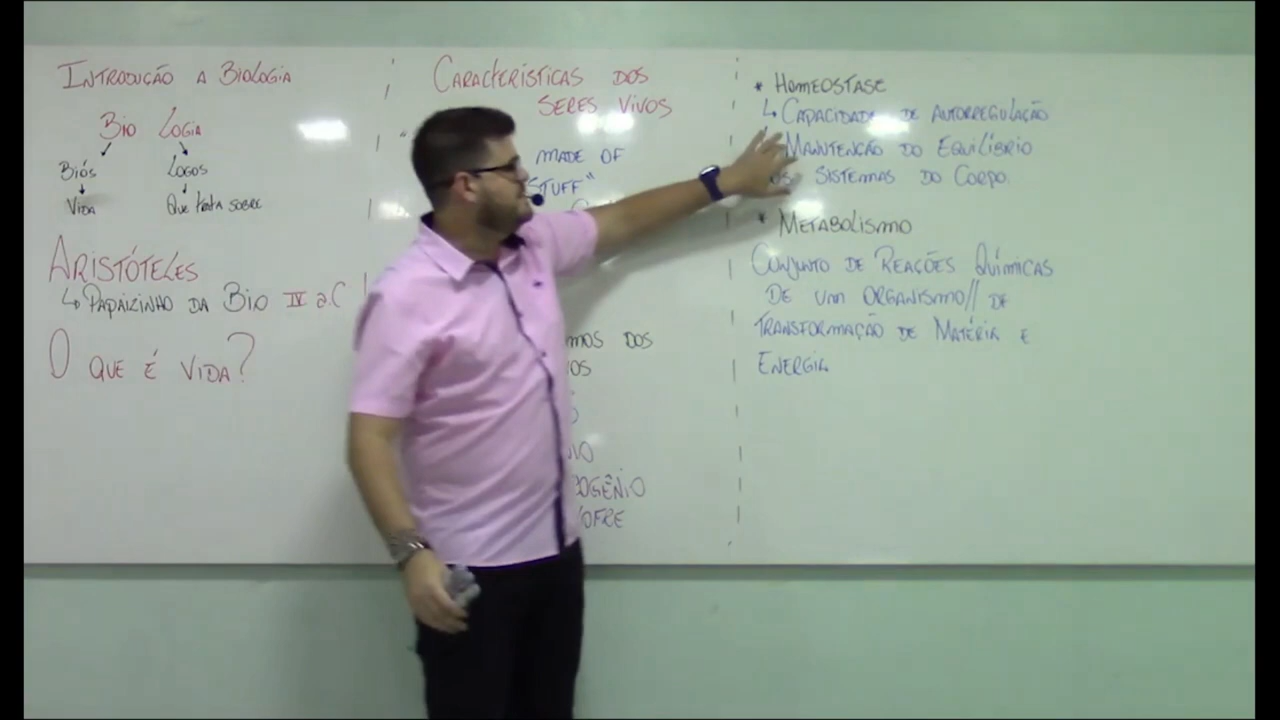 INTRODUÇÃO A BIOLOGIA
BIO LOGIA
BIÓS LOGOS
VIDA QUE TRATA SOBRE
ARISTÓTELES
↳ PAPAIZINHO DA BIO IV a.C
O QUE É VIDA?
CARACTERÍSTICAS DOS
SERES VIVOS
MADE OF
STUFF"
MOS DOS
OS
IO
OGÊNIO
OFRE
* HOMEOSTASE
↳ CAPACIDADE DE AUTORREGULAÇÃO
MANUTENÇÃO DO EQUILÍBRIO
SISTEMAS DO CORPO.
* METABOLISMO
CONJUNTO DE REAÇÕES QUÍMICAS
DE UM ORGANISMO// DE
TRANSFORMAÇÃO DE MATÉRIA E
ENERGIA